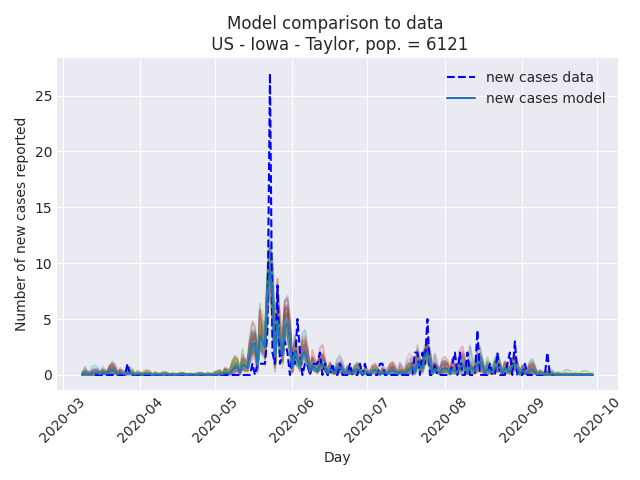 Model comparison to data
US - Iowa - Taylor, pop. = 6121
new cases data
new cases model
Number of new cases reported
25
20
15
10
5
0
2020-03
2020-04
2020-05
2020-06
2020-07
2020-08
2020-09
2020-10
Day